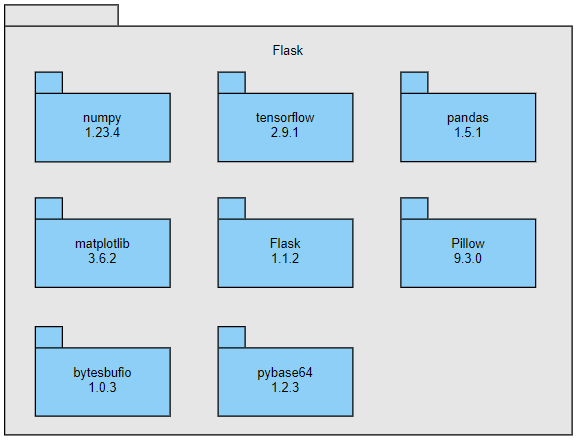 Flask
numpy
1.23.4
tensorflow
2.9.1
pandas
1.5.1
matplotlib
3.6.2
Flask
1.1.2
Pillow
9.3.0
bytesbufio
1.0.3
pybase64
1.2.3